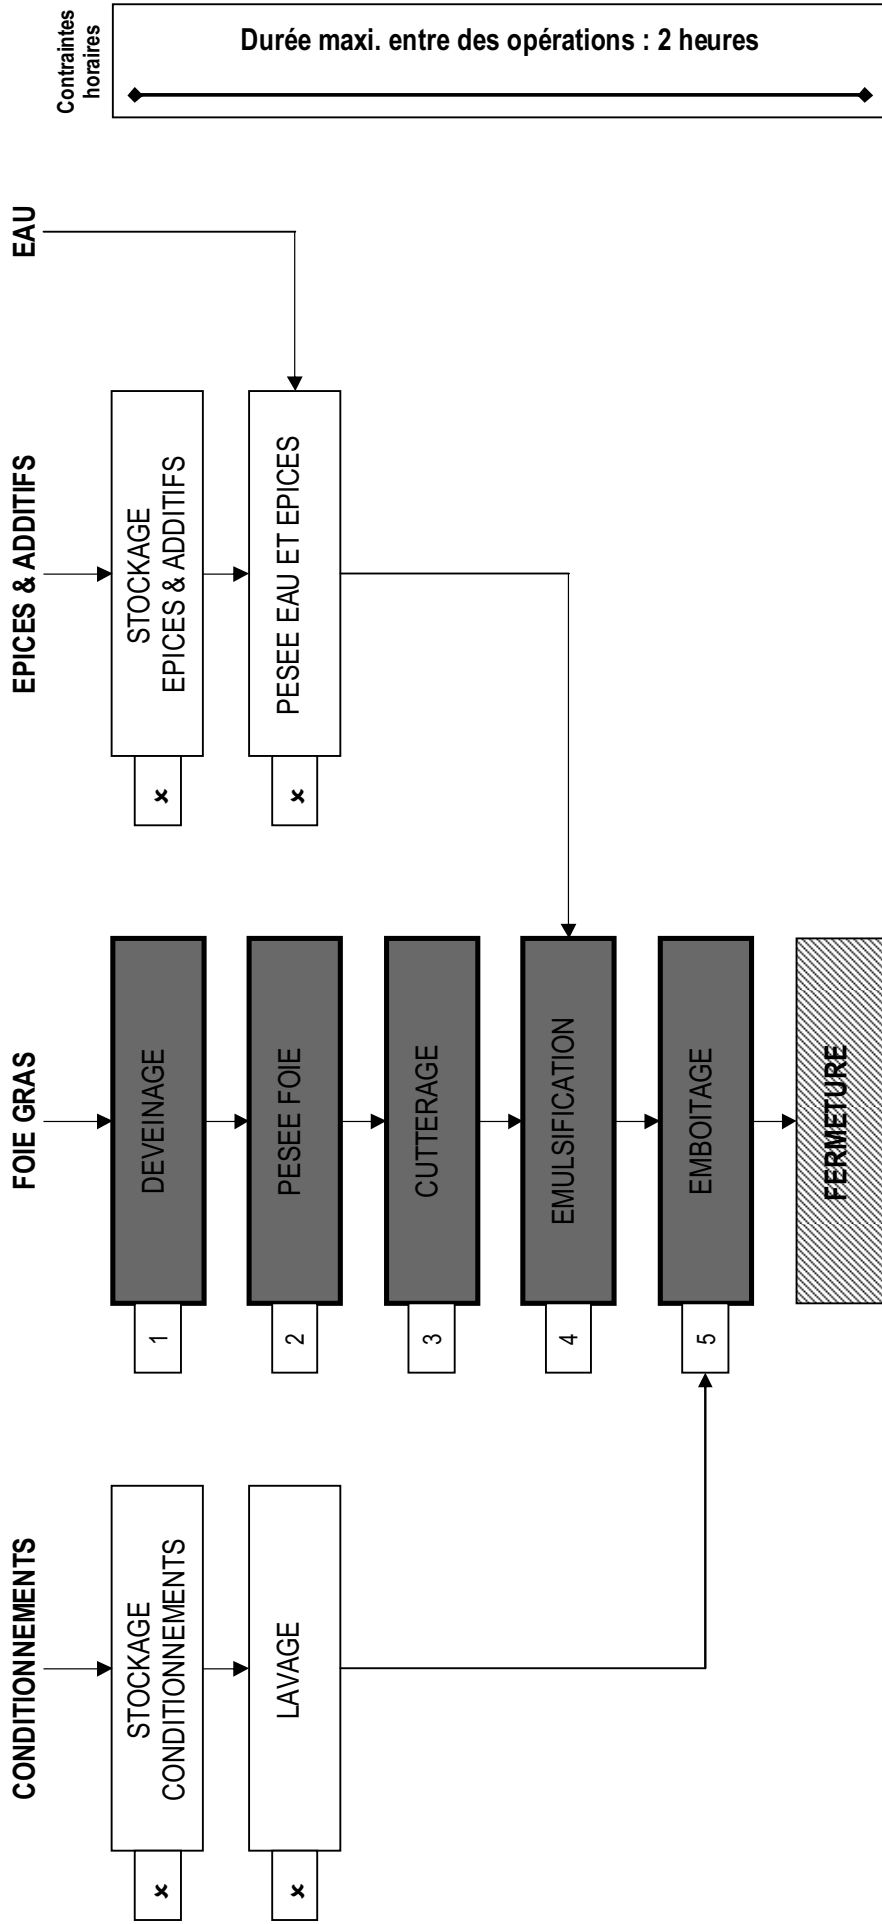 CONDITIONNEMENTS
FOIE GRAS
EPICES & ADDITIFS
EAU
Contraintes
horaires
x
STOCKAGE
CONDITIONNEMENTS
1
DEVEINAGE
x
STOCKAGE
EPICES & ADDITIFS
x
LAVAGE
2
PESEE FOIE
x
PESEE EAU ET EPICES
3
CUTTERAGE
4
EMULSIFICATION
5
EMBOITAGE
FERMETURE
Durée maxi. entre des opérations : 2 heures